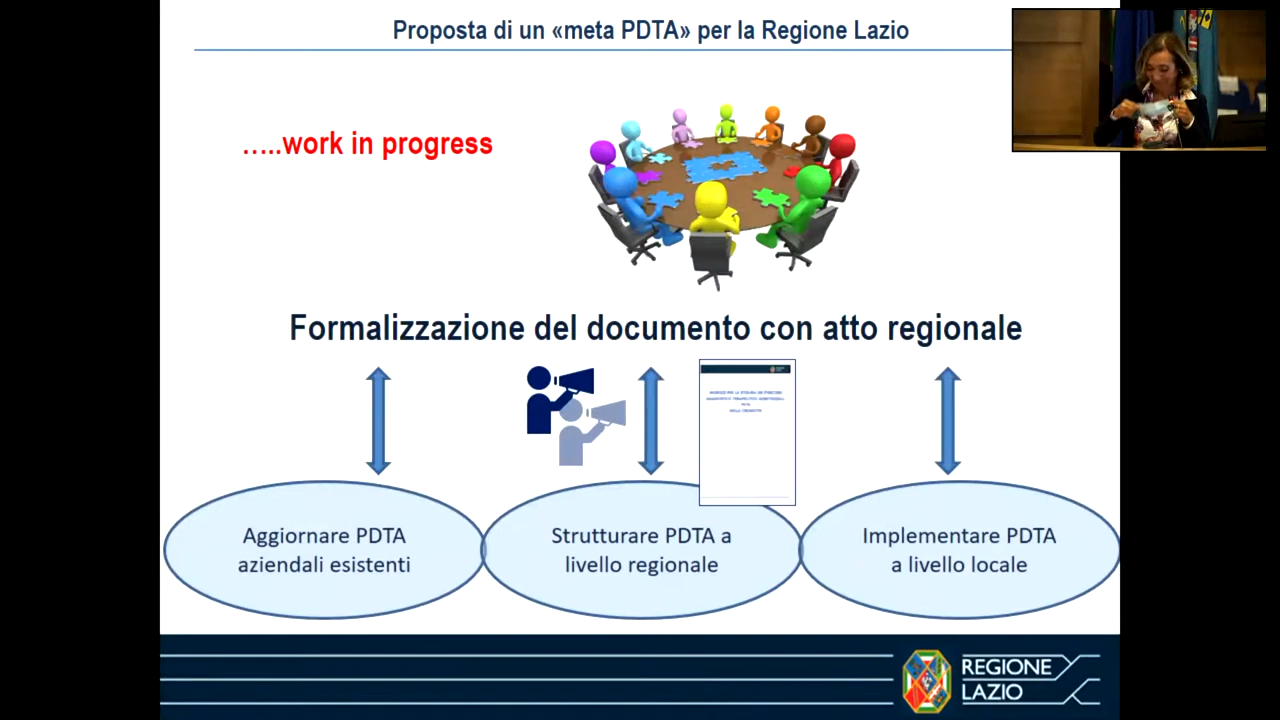 Proposta di un «meta PDTA» per la Regione Lazio
…..work in progress
Formalizzazione del documento con atto regionale
Aggiornare PDTA
aziendali esistenti
Strutturare PDTA a
livello regionale
Implementare PDTA
a livello locale
REGIONE
LAZIO